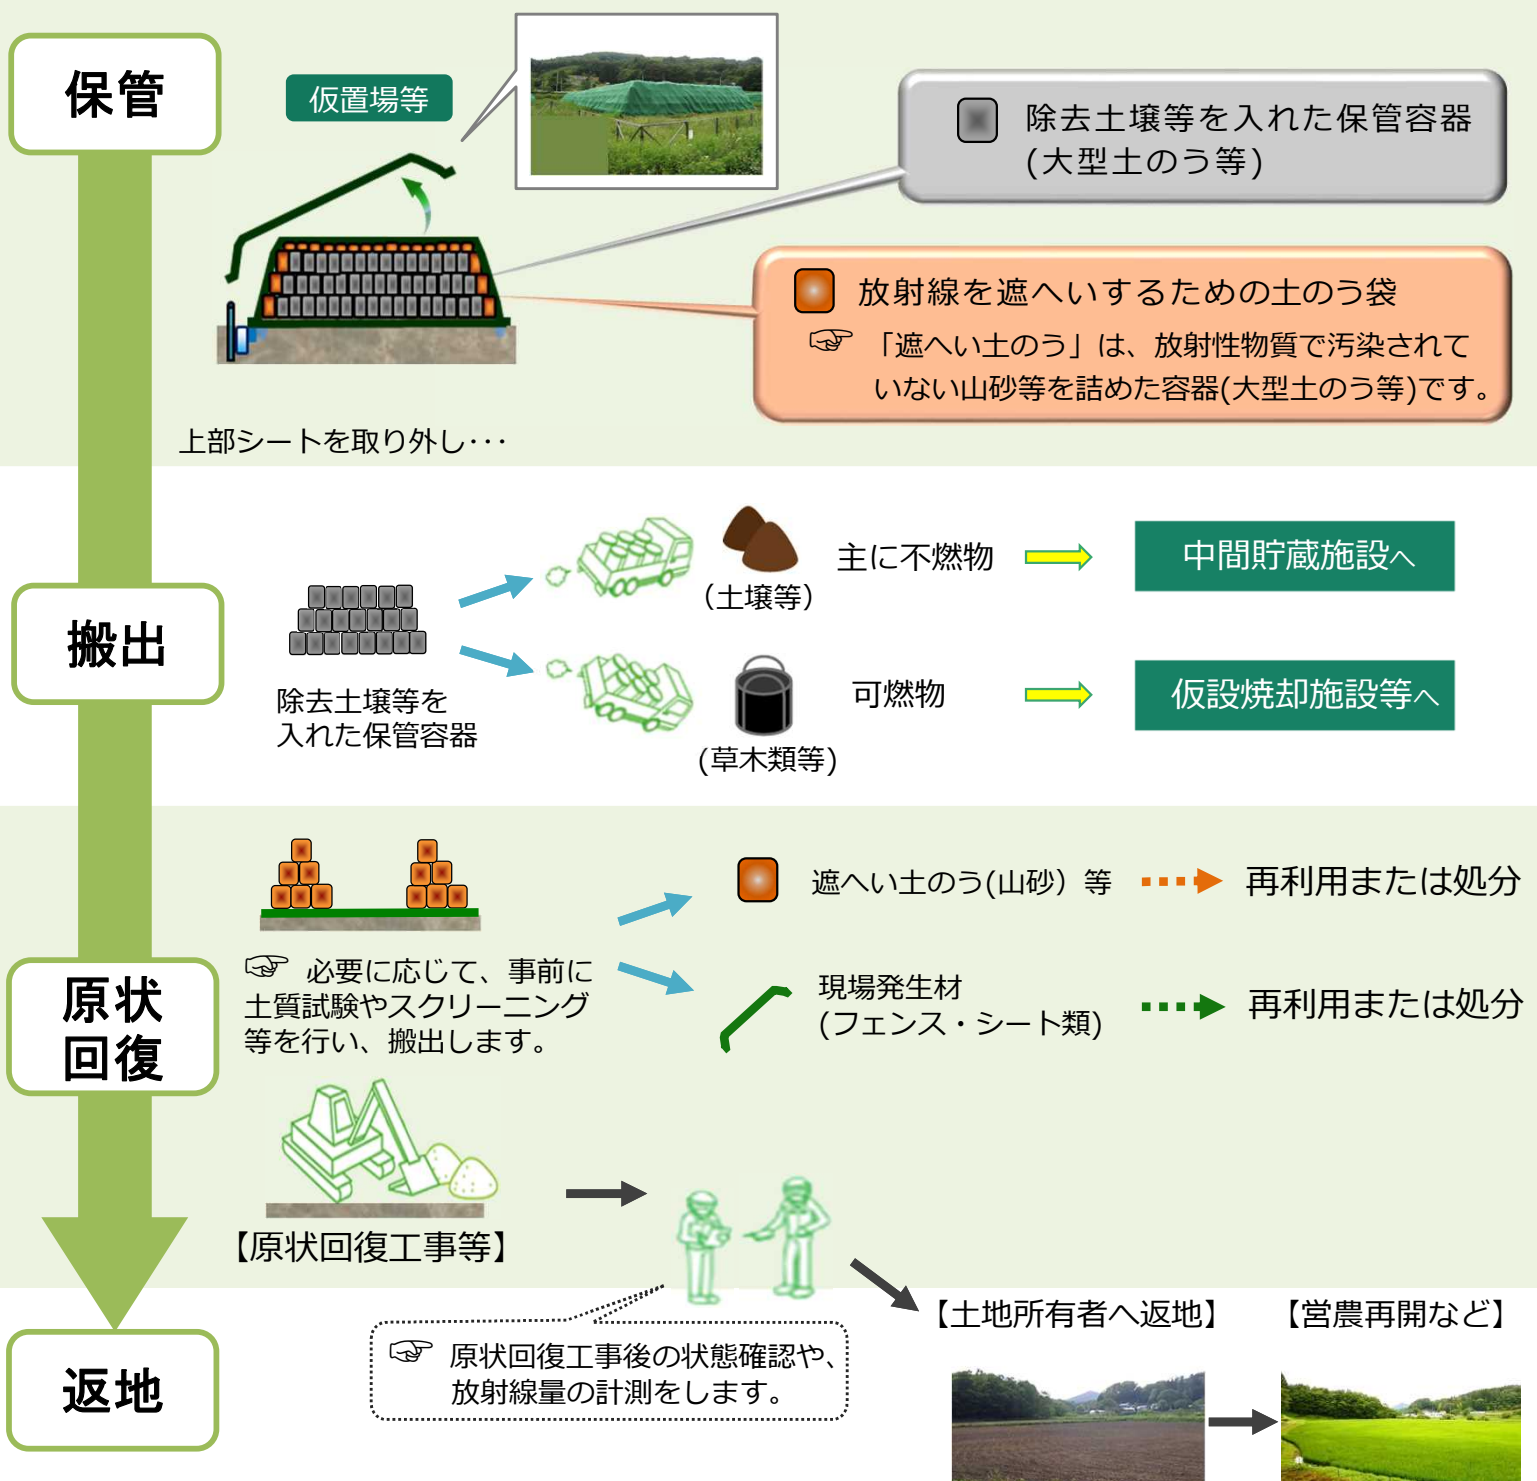 保管
仮置場等
除去土壌等を入れた保管容器
(大型土のう等)
放射線を遮へいするための土のう袋
☞ 「遮へい土のう」は、放射性物質で汚染されて
いない山砂等を詰めた容器(大型土のう等)です。
上部シートを取り外し･･･
搬出
除去土壌等を
入れた保管容器
(土壌等)
主に不燃物
中間貯蔵施設へ
(草木類等)
可燃物
仮設焼却施設等へ
原状
回復
☞ 必要に応じて、事前に
土質試験やスクリーニング
等を行い、搬出します。
遮へい土のう(山砂）等
再利用または処分
現場発生材
(フェンス・シート類)
再利用または処分
【原状回復工事等】
☞ 原状回復工事後の状態確認や、
放射線量の計測をします。
返地
【土地所有者へ返地】
【営農再開など】